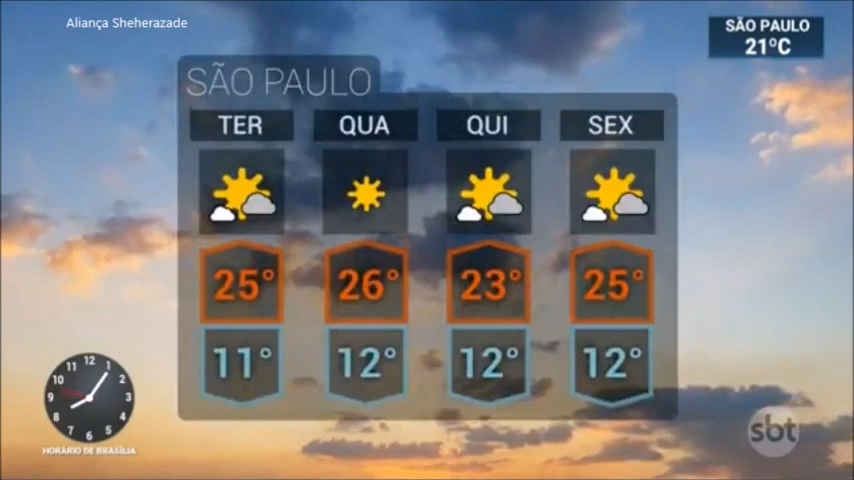 Aliança Sheherazade
SÃO PAULO
21ºC
SÃO PAULO
TER QUA QUI SEX
25° 26° 23° 25°
11° 12° 12° 12°
12
1
2
3
4
5
6
7
8
9
10
11
HORÁRIO DE BRASÍLIA
sbt